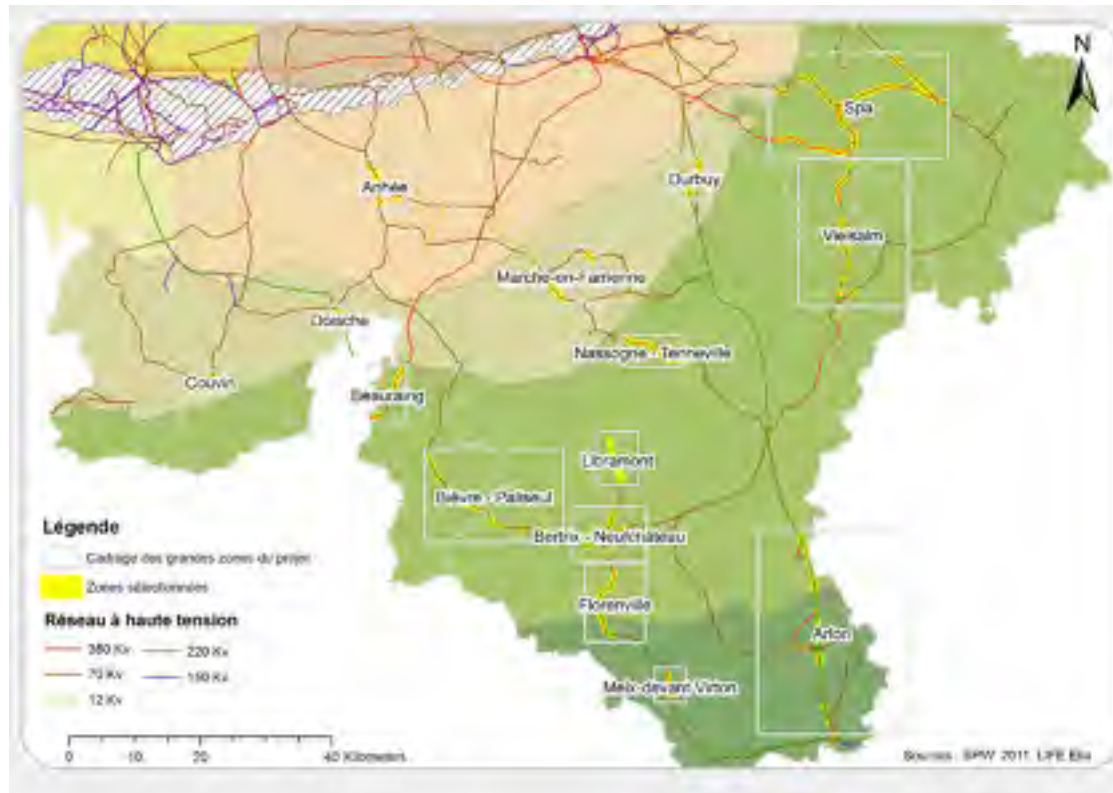 N
Spa
Anhée
Durbuy
Vielsalm
Marche-en-Famenne
Doische
Nassogne - Tenneville
Couvin
Beauraing
Libramont
Bièvre - Paliseul
Bertrix - Neufchâteau
Florenville
Arlon
Meix-devant Virton
Légende
Cadrage des grandes zones du projet
Zones sélectionnées
Réseau à haute tension
380 Kv
220 Kv
70 Kv
150 Kv
12 Kv
0 10 20 40 Kilometers
Sources : SPW 2011 LIFE Elia